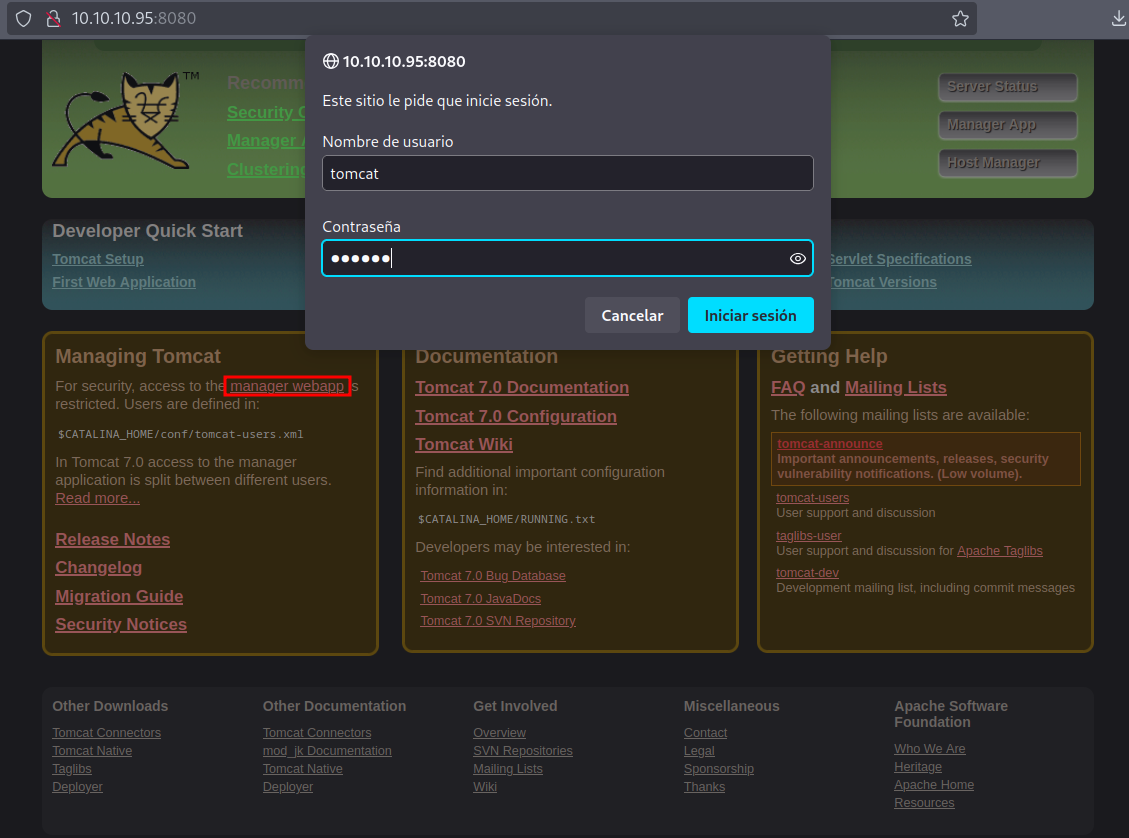 10.10.10.95:8080
10.10.10.95:8080
Este sitio le pide que inicie sesión.
Nombre de usuario
tomcat
Contraseña
●●●●●●
Cancelar
Iniciar sesión
TM
Recomm
Security
Manager
Clustering
Server Status
Manager App
Host Manager
Developer Quick Start
Tomcat Setup
First Web Application
Servlet Specifications
Tomcat Versions
Managing Tomcat
For security, access to the manager webapp is
restricted. Users are defined in:
$CATALINA_HOME/conf/tomcat-users.xml
In Tomcat 7.0 access to the manager
application is split between different users.
Read more...
Release Notes
Changelog
Migration Guide
Security Notices
Documentation
Tomcat 7.0 Documentation
Tomcat 7.0 Configuration
Tomcat Wiki
Find additional important configuration
information in:
$CATALINA_HOME/RUNNING.txt
Developers may be interested in:
Tomcat 7.0 Bug Database
Tomcat 7.0 JavaDocs
Tomcat 7.0 SVN Repository
Getting Help
FAQ and Mailing Lists
The following mailing lists are available:
tomcat-announce
Important announcements, releases, security
vulnerability notifications. (Low volume).
tomcat-users
User support and discussion
taglibs-user
User support and discussion for Apache Taglibs
tomcat-dev
Development mailing list, including commit messages
Other Downloads
Tomcat Connectors
Tomcat Native
Taglibs
Deployer
Other Documentation
Tomcat Connectors
mod_jk Documentation
Tomcat Native
Deployer
Get Involved
Overview
SVN Repositories
Mailing Lists
Wiki
Miscellaneous
Contact
Legal
Sponsorship
Thanks
Apache Software
Foundation
Who We Are
Heritage
Apache Home
Resources